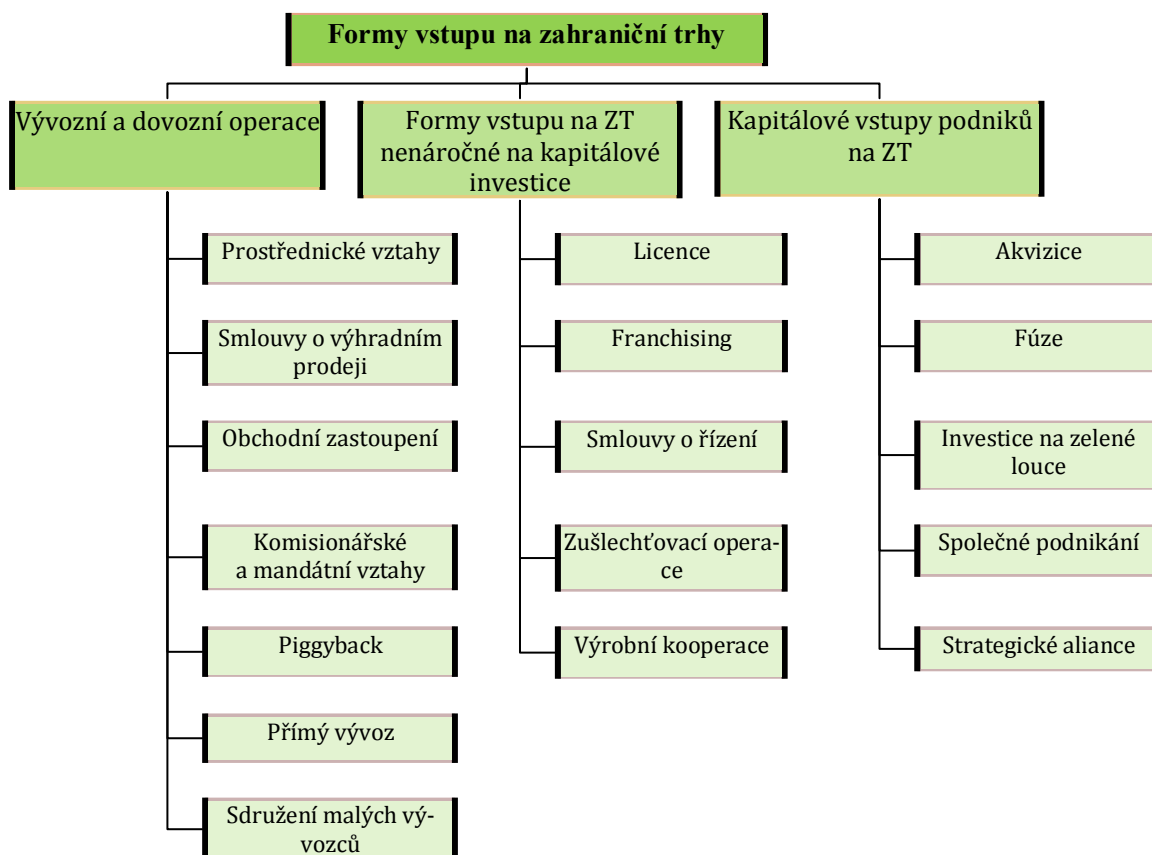 Formy vstupu na zahraniční trhy
Vývozní a dovozní operace
Prostřednické vztahy
Smlouvy o výhradním
prodeji
Obchodní zastoupení
Komisionářské
a mandátní vztahy
Piggyback
Přímý vývoz
Sdružení malých vý-
vozců
Formy vstupu na ZT
nenáročné na kapitálové
investice
Licence
Franchising
Smlouvy o řízení
Zušlechťovací opera-
ce
Výrobní kooperace
Kapitálové vstupy podniků
na ZT
Akvizice
Fúze
Investice na zelené
louce
Společné podnikání
Strategické aliance